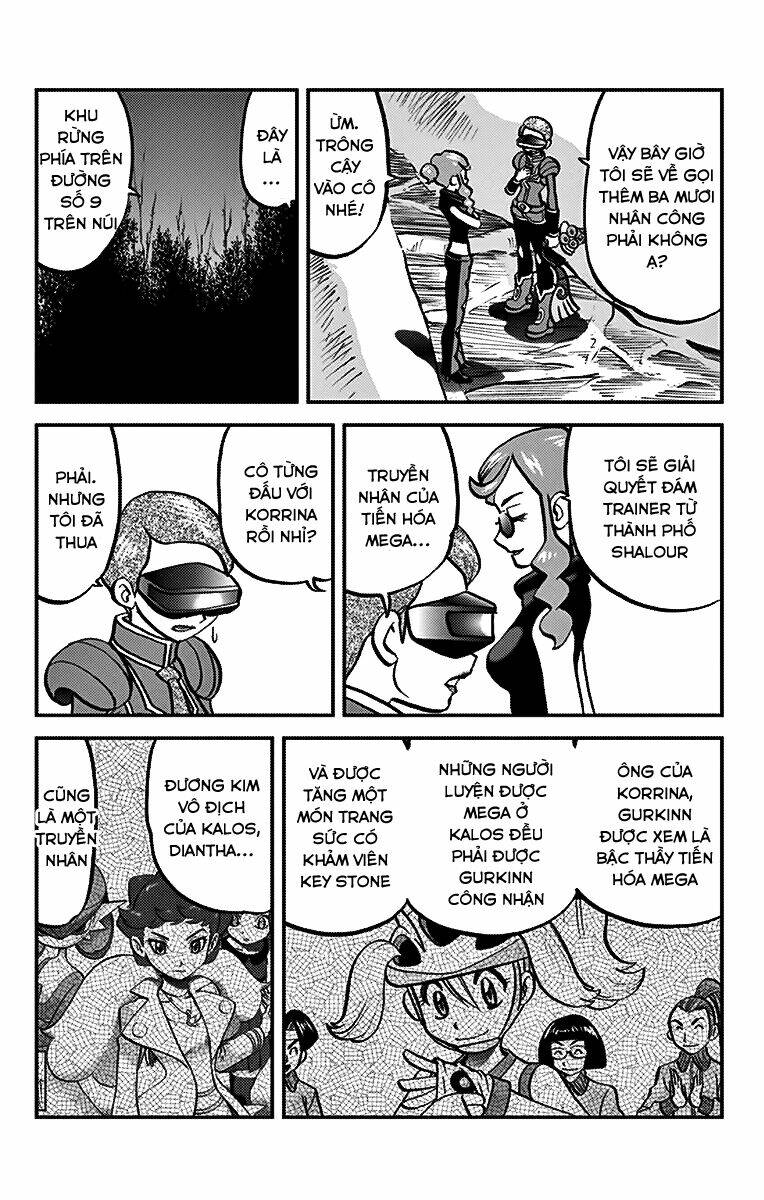 VẬY BÂY GIỜ
TÔI SẼ VỀ GỌI
THÊM BA MƯƠI
NHÂN CÔNG
PHẢI KHÔNG
Ạ?
ỪM.
TRÔNG
CẬY
VÀO CÔ
NHÉ!
ĐÂY
LÀ
...
KHU
RỪNG
PHÍA TRÊN
ĐƯỜNG
SỐ 9
TRÊN NÚI
TÔI SẼ GIẢI
QUYẾT ĐÁM
TRAINER TỪ
THÀNH PHỐ
SHALOUR
TRUYỀN
NHÂN CỦA
TIẾN HÓA
MEGA...
CÔ TỪNG
ĐẤU VỚI
KORRINA
RỒI NHỈ?
PHẢI.
NHƯNG
TÔI ĐÃ
THUA
ÔNG CỦA
KORRINA,
GURKINN
ĐƯỢC XEM LÀ
BẬC THẦY TIẾN
HÓA MEGA
NHỮNG NGƯỜI
LUYỆN ĐƯỢC
MEGA Ở
KALOS ĐỀU
PHẢI ĐƯỢC
GURKINN
CÔNG NHẬN
VÀ ĐƯỢC
TĂNG MỘT
MÓN TRANG
SỨC CÓ
KHẢM VIÊN
KEY STONE
ĐƯƠNG KIM
VÔ ĐỊCH
CỦA KALOS,
DIANTHA...
CŨNG
LÀ MỘT
TRUYỀN
NHÂN